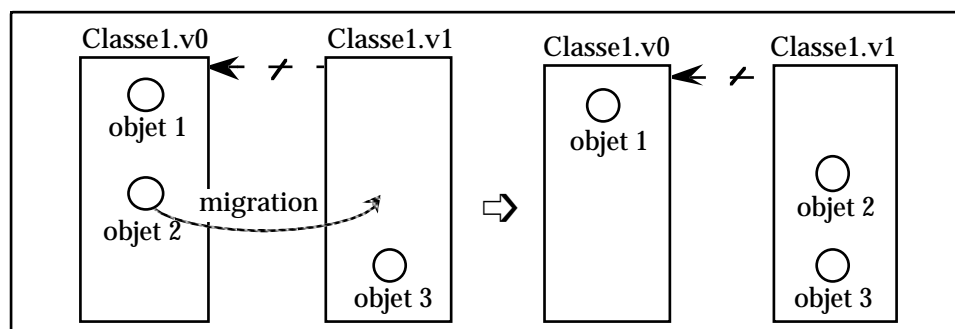 Classe1.v0 Classe1.v1 Classe1.v0 Classe1.v1
objet 1 objet 1
migration
objet 2 objet 2
objet 3 objet 3